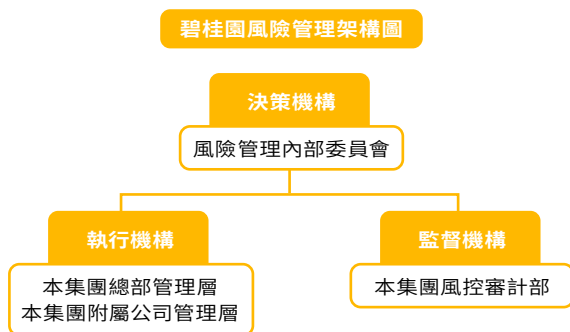 碧桂園風險管理架構圖
決策機構
風險管理內部委員會
執行機構
本集團總部管理層
本集團附屬公司管理層
監督機構
本集團風控審計部